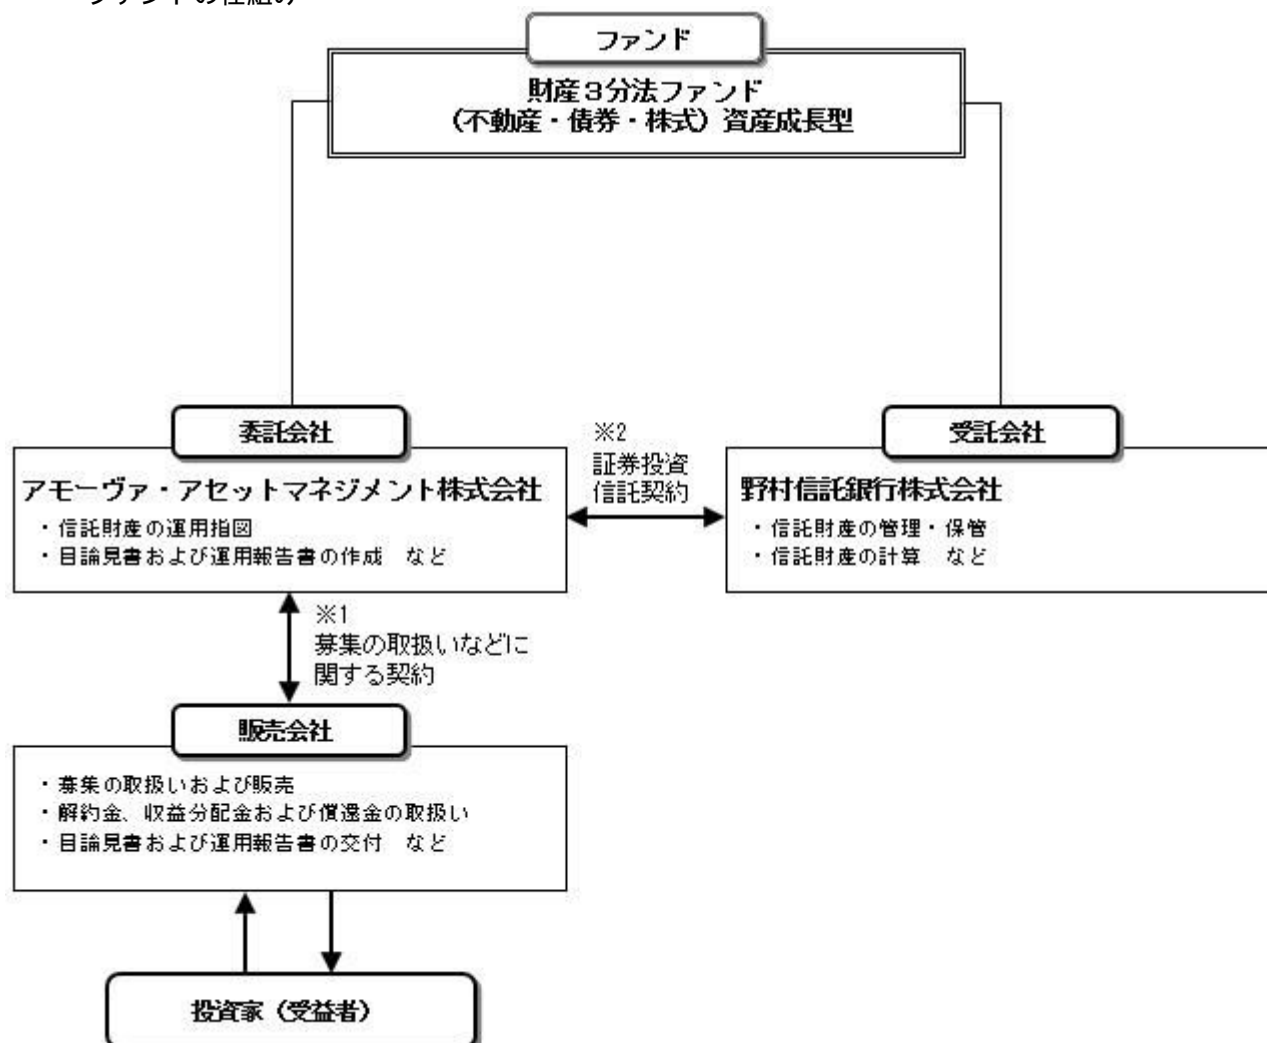 ファンドの仕組み
ファンド
財産3分法ファンド
(不動産・債券・株式)資産成長型
委託会社
アモーヴァ・アセットマネジメント株式会社
・信託財産の運用指図
・目論見書および運用報告書の作成 など
※2
証券投資
信託契約
受託会社
野村信託銀行株式会社
・信託財産の管理・保管
・信託財産の計算 など
※1
募集の取扱いなどに
関する契約
販売会社
・募集の取扱いおよび販売
・解約金、収益分配金および償還金の取扱い
・目論見書および運用報告書の交付 など
投資家(受益者)